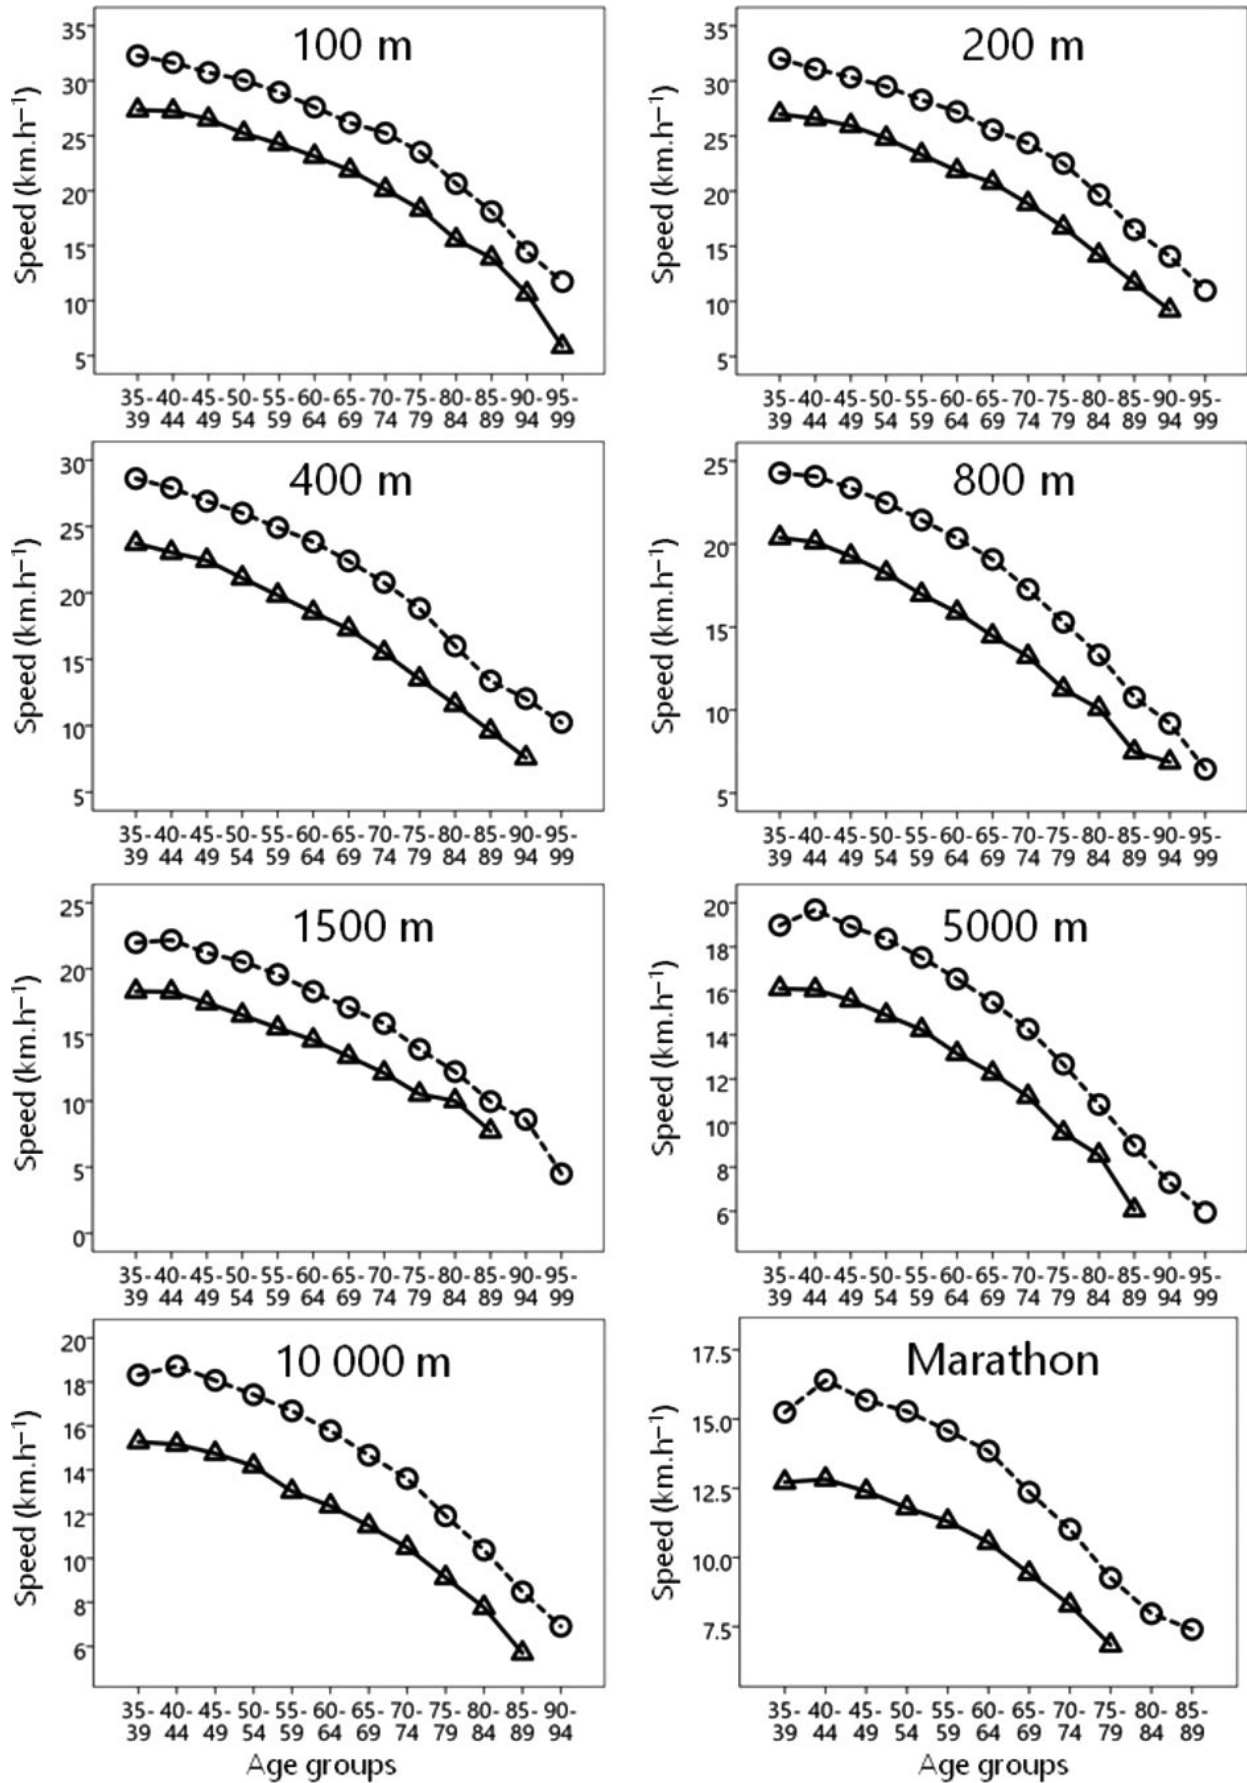 100 m
Speed (km.h⁻¹)
35
30
25
20
15
10
5
35- 40- 45- 50- 55- 60- 65- 70- 75- 80- 85- 90- 95-
39 44 49 54 59 64 69 74 79 84 89 94 99
200 m
Speed (km.h⁻¹)
35
30
25
20
15
10
5
35- 40- 45- 50- 55- 60- 65- 70- 75- 80- 85- 90- 95-
39 44 49 54 59 64 69 74 79 84 89 94 99
400 m
Speed (km.h⁻¹)
30
25
20
15
10
5
35- 40- 45- 50- 55- 60- 65- 70- 75- 80- 85- 90- 95-
39 44 49 54 59 64 69 74 79 84 89 94 99
800 m
Speed (km.h⁻¹)
25
20
15
10
5
35- 40- 45- 50- 55- 60- 65- 70- 75- 80- 85- 90- 95-
39 44 49 54 59 64 69 74 79 84 89 94 99
1500 m
Speed (km.h⁻¹)
25
20
15
10
5
0
35- 40- 45- 50- 55- 60- 65- 70- 75- 80- 85- 90- 95-
39 44 49 54 59 64 69 74 79 84 89 94 99
5000 m
Speed (km.h⁻¹)
20
18
16
14
12
10
8
6
35- 40- 45- 50- 55- 60- 65- 70- 75- 80- 85- 90- 95-
39 44 49 54 59 64 69 74 79 84 89 94 99
10 000 m
Speed (km.h⁻¹)
20
18
16
14
12
10
8
6
35- 40- 45- 50- 55- 60- 65- 70- 75- 80- 85- 90-
39 44 49 54 59 64 69 74 79 84 89 94
Age groups
Marathon
Speed (km.h⁻¹)
17.5
15.0
12.5
10.0
7.5
35- 40- 45- 50- 55- 60- 65- 70- 75- 80- 85-
39 44 49 54 59 64 69 74 79 84 89
Age groups